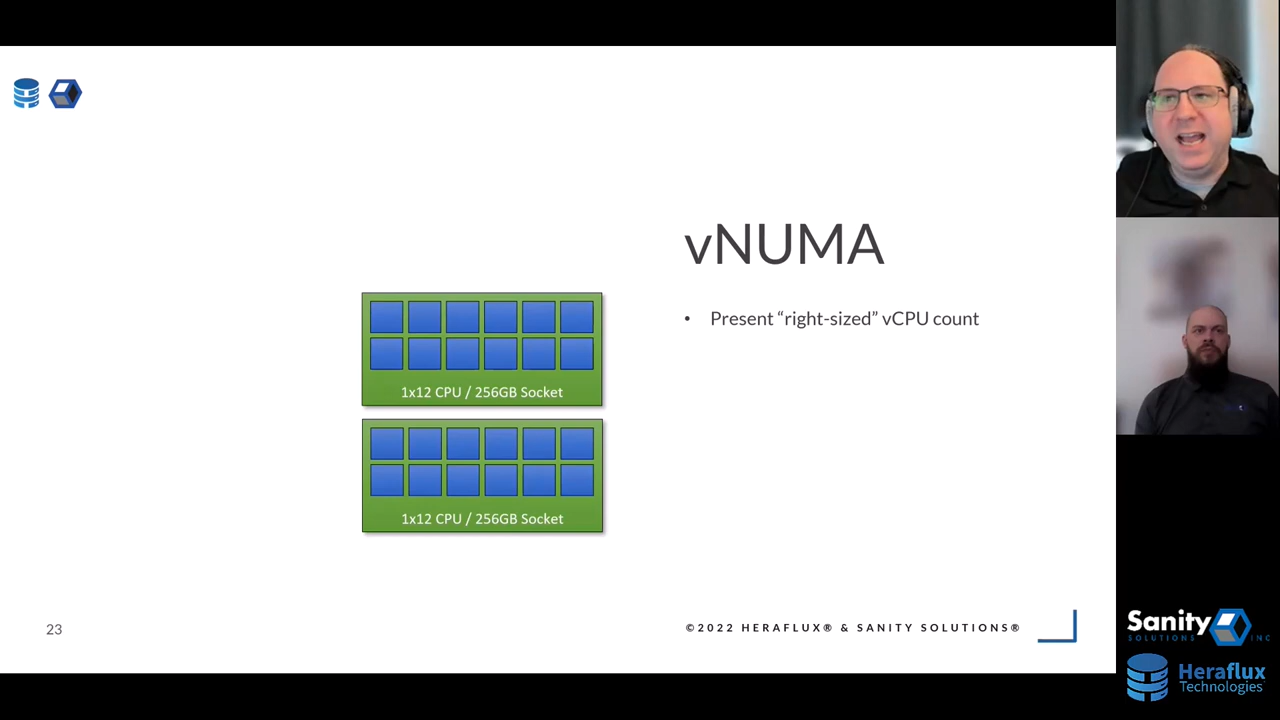 vNUMA
• Present “right-sized” vCPU count
1x12 CPU / 256GB Socket
1x12 CPU / 256GB Socket
23
©2022 HERAFLUX® & SANITY SOLUTIONS®
Sanity
SOLUTIONS INC
Heraflux
Technologies